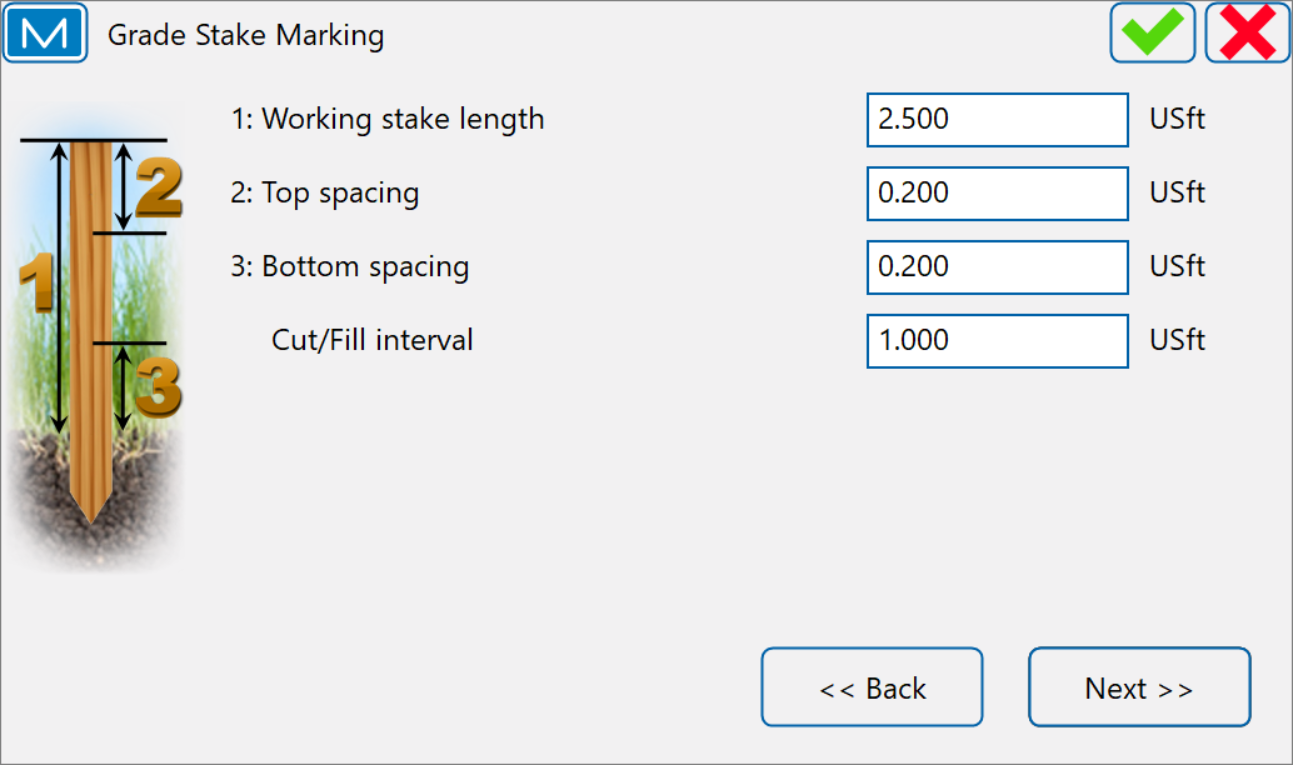 M Grade Stake Marking
1: Working stake length 2.500 USft
2: Top spacing 0.200 USft
3: Bottom spacing 0.200 USft
Cut/Fill interval 1.000 USft
2
1
3
<< Back Next >>